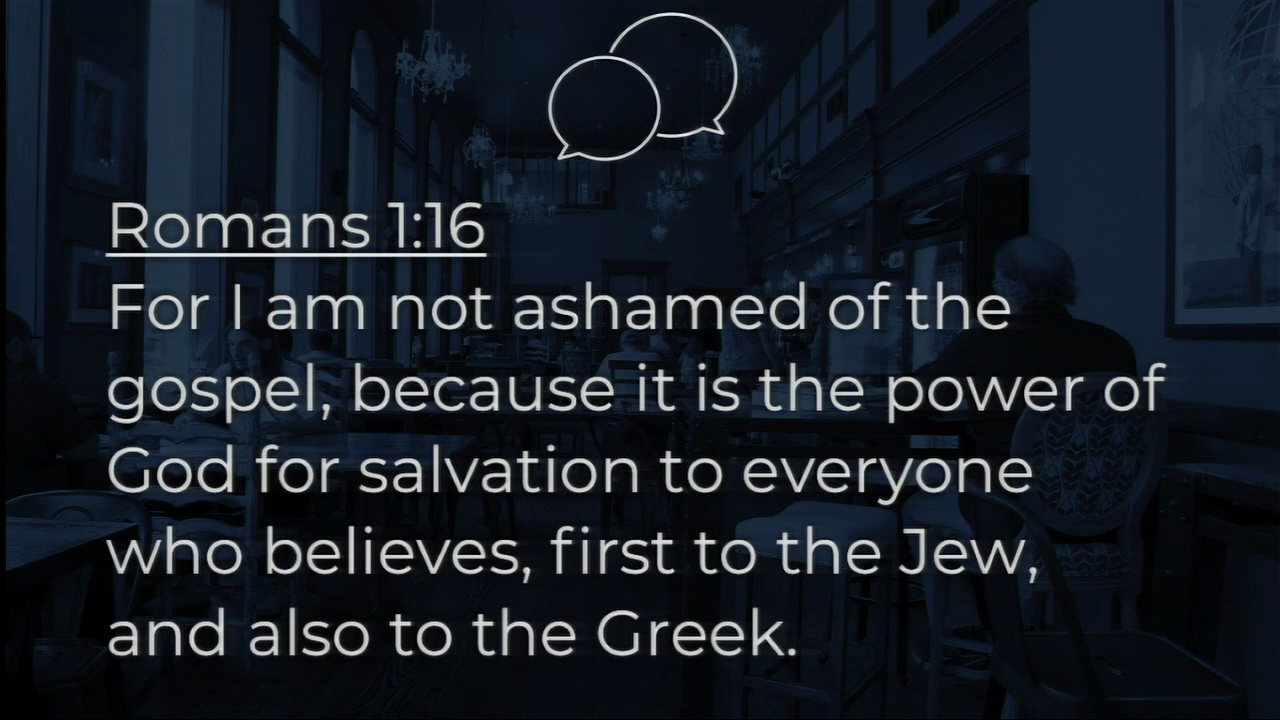 Romans 1:16
For I am not ashamed of the
gospel, because it is the power of
God for salvation to everyone
who believes, first to the Jew,
and also to the Greek.